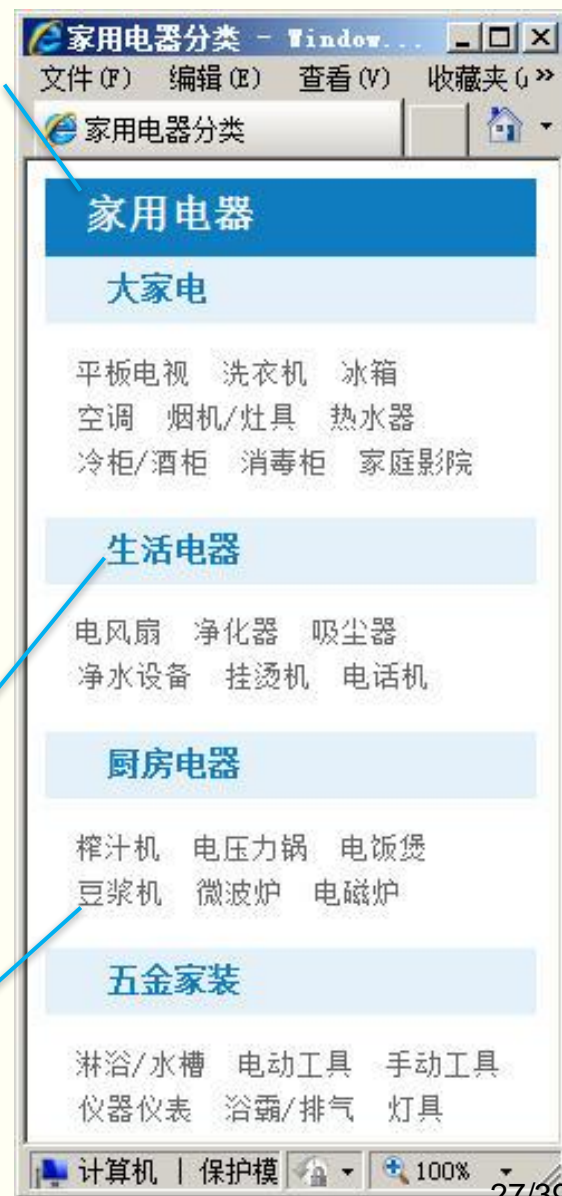 家用电器分类 - Window...
文件(F) 编辑(E) 查看(V) 收藏夹(
家用电器分类
家用电器
大家电
平板电视 洗衣机 冰箱
空调 烟机/灶具 热水器
冷柜/酒柜 消毒柜 家庭影院
生活电器
电风扇 净化器 吸尘器
净水设备 挂烫机 电话机
厨房电器
榨汁机 电压力锅 电饭煲
豆浆机 微波炉 电磁炉
五金家装
淋浴/水槽 电动工具 手动工具
仪器仪表 浴霸/排气 灯具
计算机 | 保护模 100%
27/39